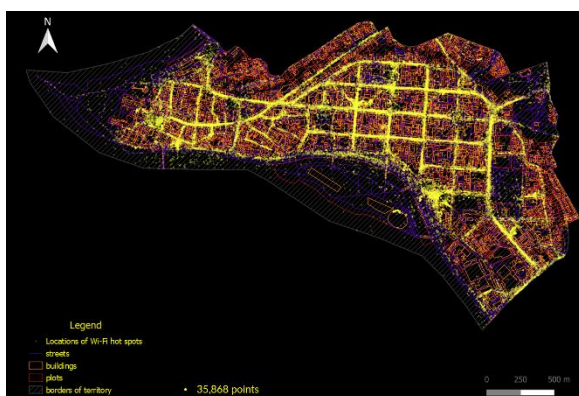 N
Legend
Locations of Wi-Fi hot spots
streets
buildings
plots
borders of territory
• 35,868 points
0 250 500 m